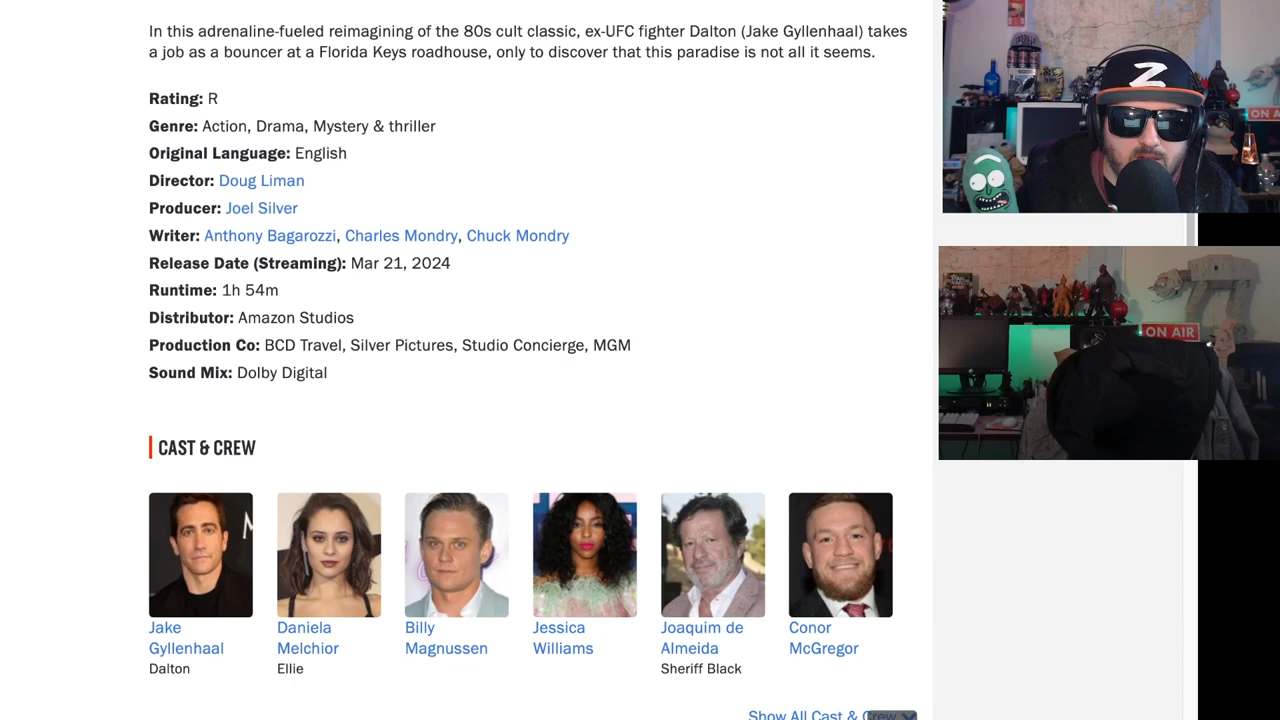 In this adrenaline-fueled reimagining of the 80s cult classic, ex-UFC fighter Dalton (Jake Gyllenhaal) takes
a job as a bouncer at a Florida Keys roadhouse, only to discover that this paradise is not all it seems.
Rating: R
Genre: Action, Drama, Mystery & thriller
Original Language: English
Director: Doug Liman
Producer: Joel Silver
Writer: Anthony Bagarozzi, Charles Mondry, Chuck Mondry
Release Date (Streaming): Mar 21, 2024
Runtime: 1h 54m
Distributor: Amazon Studios
Production Co: BCD Travel, Silver Pictures, Studio Concierge, MGM
Sound Mix: Dolby Digital
CAST & CREW
Jake
Gyllenhaal
Dalton
Daniela
Melchior
Ellie
Billy
Magnussen
Jessica
Williams
Joaquim de
Almeida
Sheriff Black
Conor
McGregor
Show All Cast & Crew
Z
ON A
ON AIR